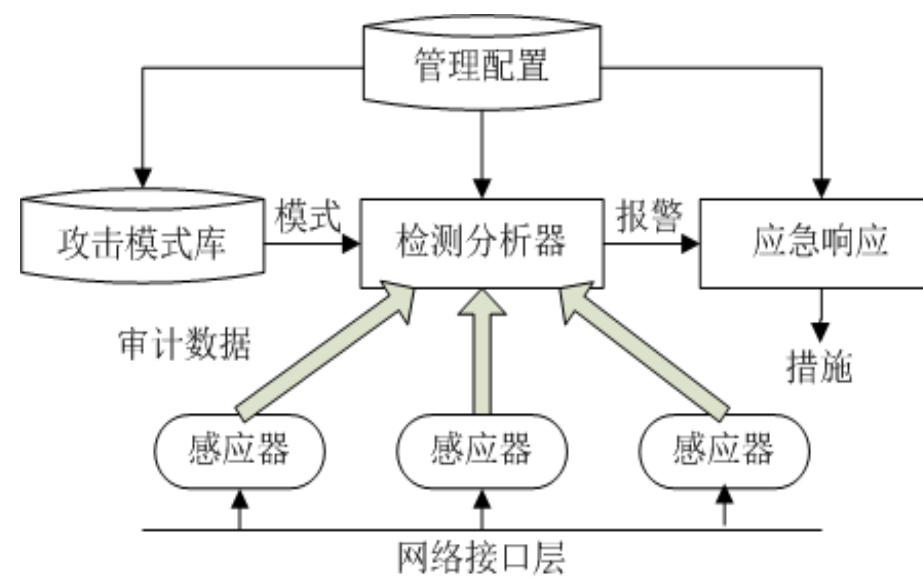 管理配置
攻击模式库
模式
检测分析器
报警
应急响应
审计数据
措施
感应器
感应器
感应器
网络接口层